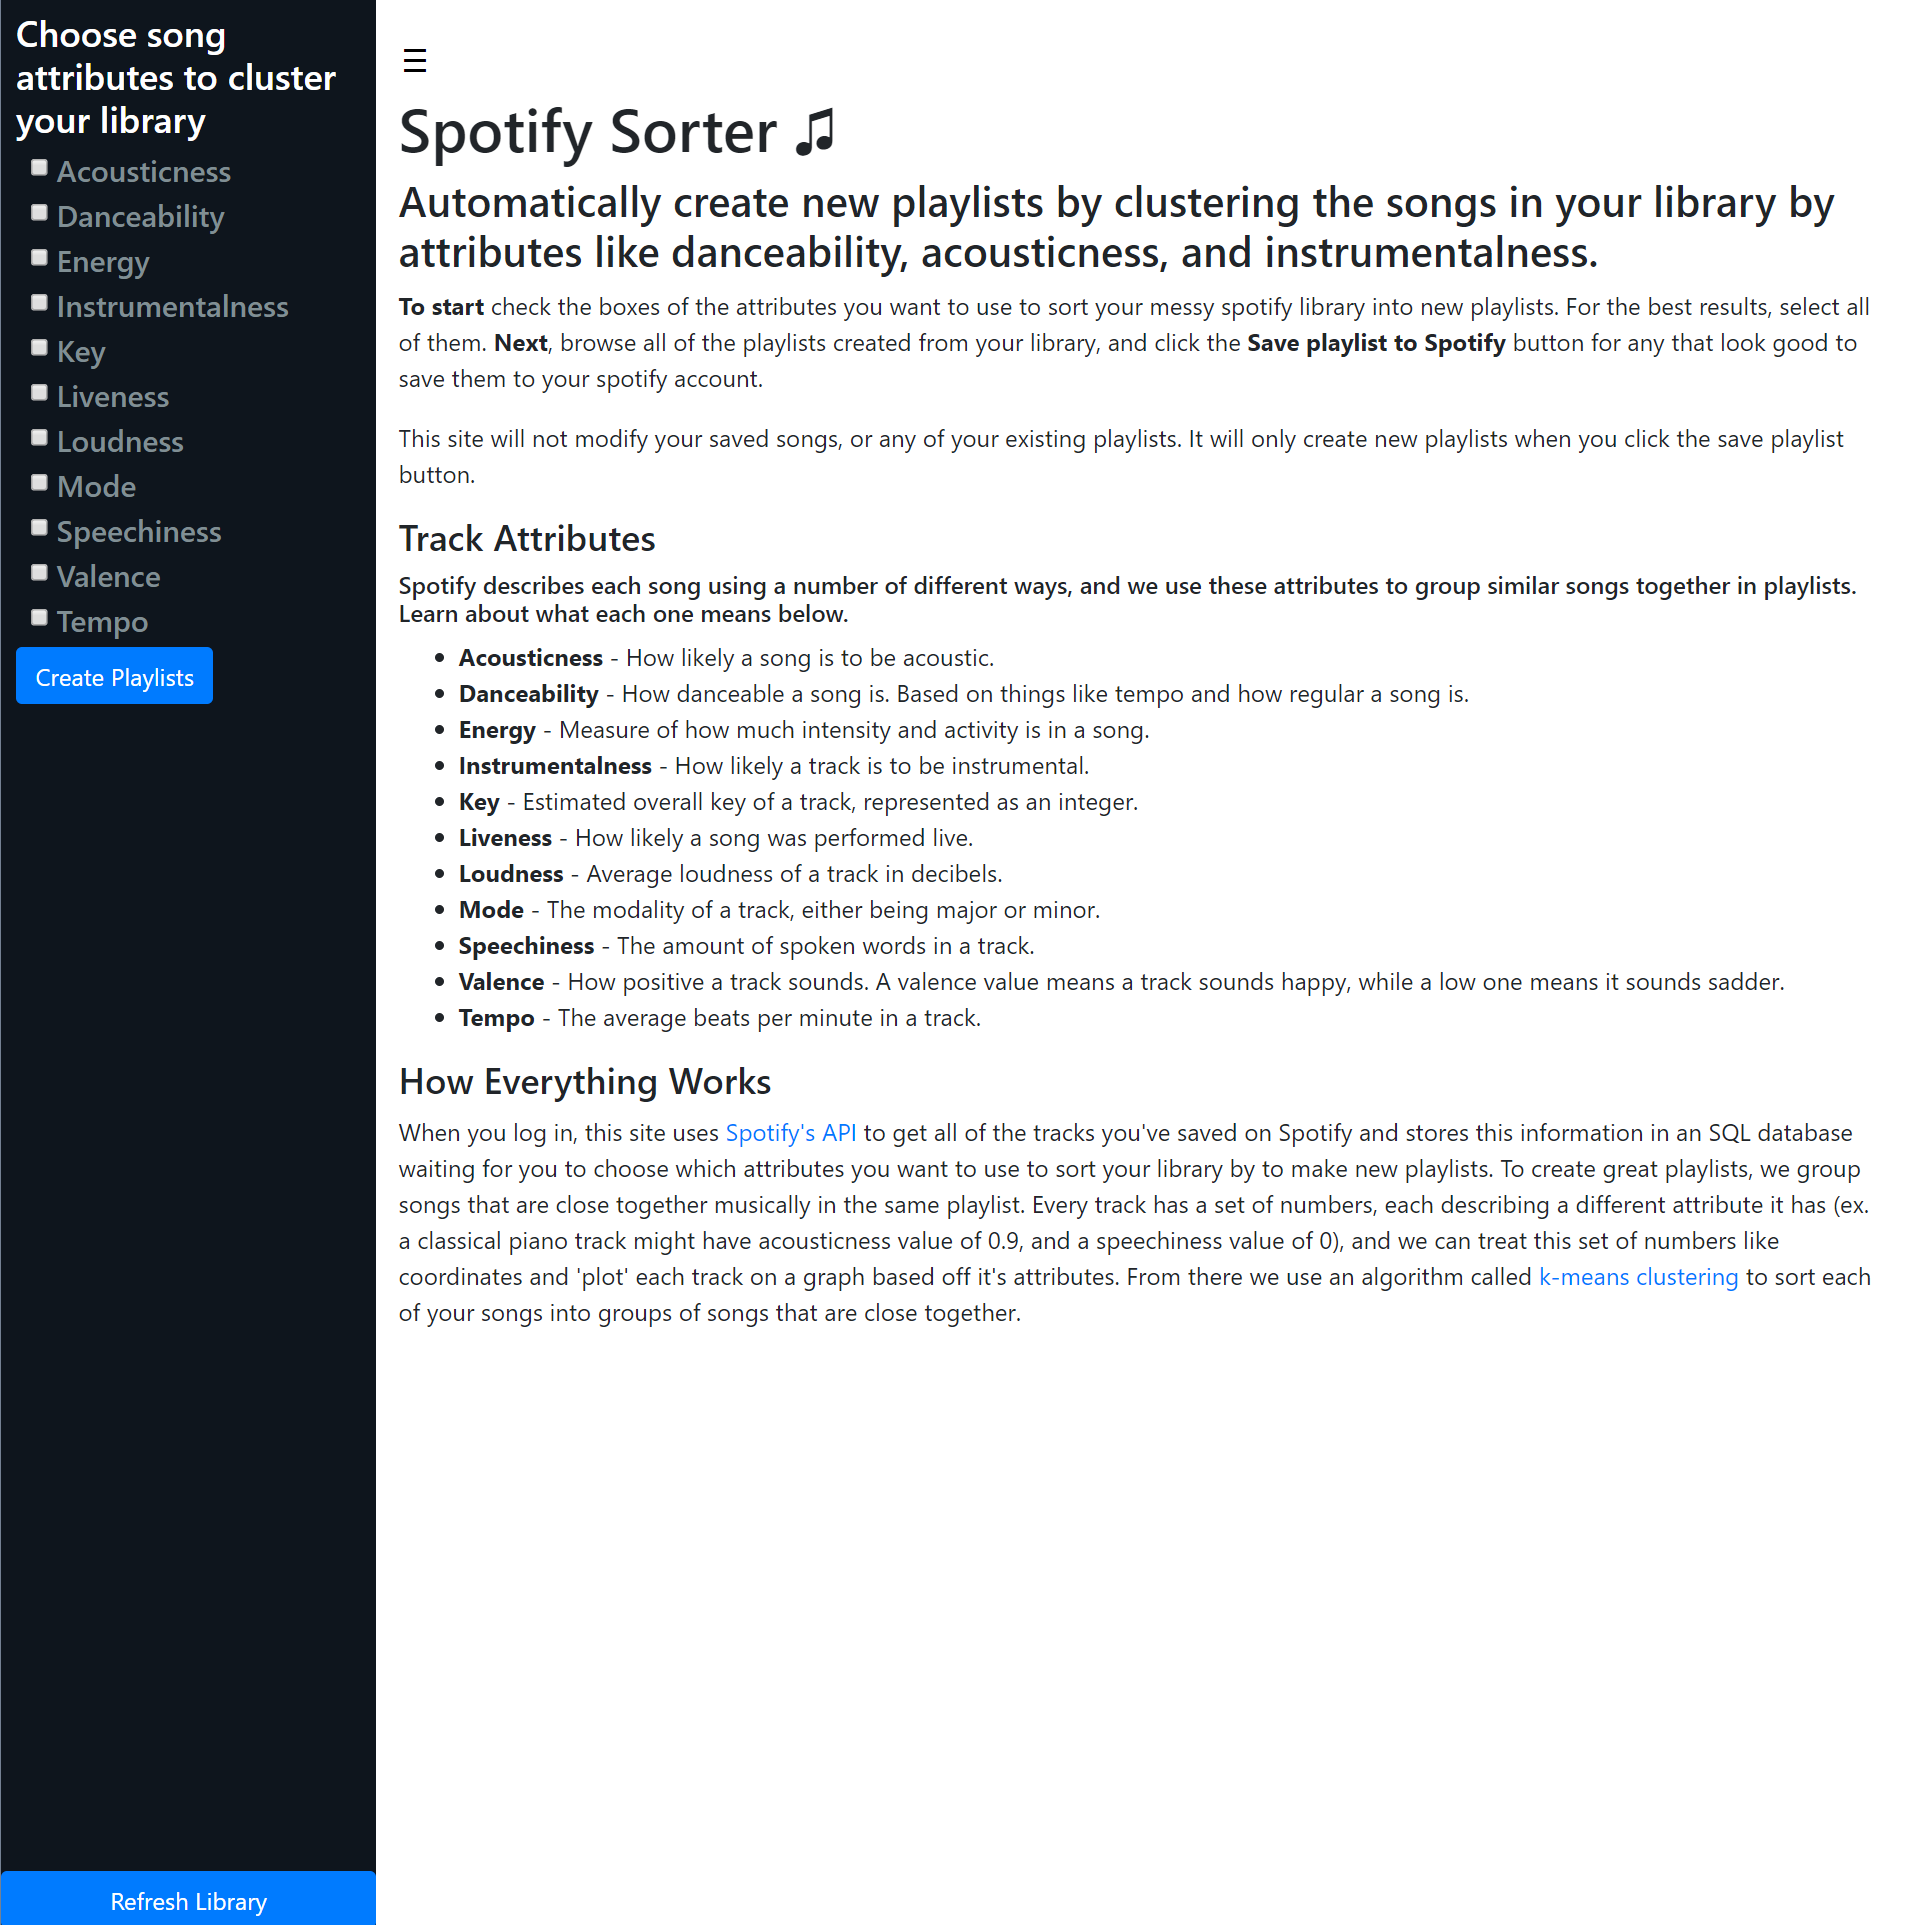 Choose song
attributes to cluster
your library
Acousticness
Danceability
Energy
Instrumentalness
Key
Liveness
Loudness
Mode
Speechiness
Valence
Tempo
Create Playlists
Refresh Library
☰
Spotify Sorter ♫
Automatically create new playlists by clustering the songs in your library by
attributes like danceability, acousticness, and instrumentalness.
To start check the boxes of the attributes you want to use to sort your messy spotify library into new playlists. For the best results, select all
of them. Next, browse all of the playlists created from your library, and click the Save playlist to Spotify button for any that look good to
save them to your spotify account.
This site will not modify your saved songs, or any of your existing playlists. It will only create new playlists when you click the save playlist
button.
Track Attributes
Spotify describes each song using a number of different ways, and we use these attributes to group similar songs together in playlists.
Learn about what each one means below.
• Acousticness - How likely a song is to be acoustic.
• Danceability - How danceable a song is. Based on things like tempo and how regular a song is.
• Energy - Measure of how much intensity and activity is in a song.
• Instrumentalness - How likely a track is to be instrumental.
• Key - Estimated overall key of a track, represented as an integer.
• Liveness - How likely a song was performed live.
• Loudness - Average loudness of a track in decibels.
• Mode - The modality of a track, either being major or minor.
• Speechiness - The amount of spoken words in a track.
• Valence - How positive a track sounds. A valence value means a track sounds happy, while a low one means it sounds sadder.
• Tempo - The average beats per minute in a track.
How Everything Works
When you log in, this site uses Spotify's API to get all of the tracks you've saved on Spotify and stores this information in an SQL database
waiting for you to choose which attributes you want to use to sort your library by to make new playlists. To create great playlists, we group
songs that are close together musically in the same playlist. Every track has a set of numbers, each describing a different attribute it has (ex.
a classical piano track might have acousticness value of 0.9, and a speechiness value of 0), and we can treat this set of numbers like
coordinates and 'plot' each track on a graph based off it's attributes. From there we use an algorithm called k-means clustering to sort each
of your songs into groups of songs that are close together.